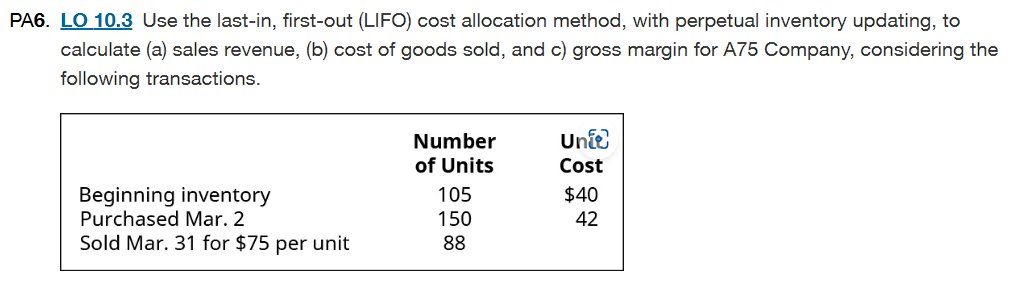 PA6. LO 10.3 Use the last-in, first-out (LIFO) cost allocation method, with perpetual inventory updating, to
calculate (a) sales revenue, (b) cost of goods sold, and c) gross margin for A75 Company, considering the
following transactions.
Number Unit
of Units Cost
Beginning inventory 105 $40
Purchased Mar. 2 150 42
Sold Mar. 31 for $75 per unit 88